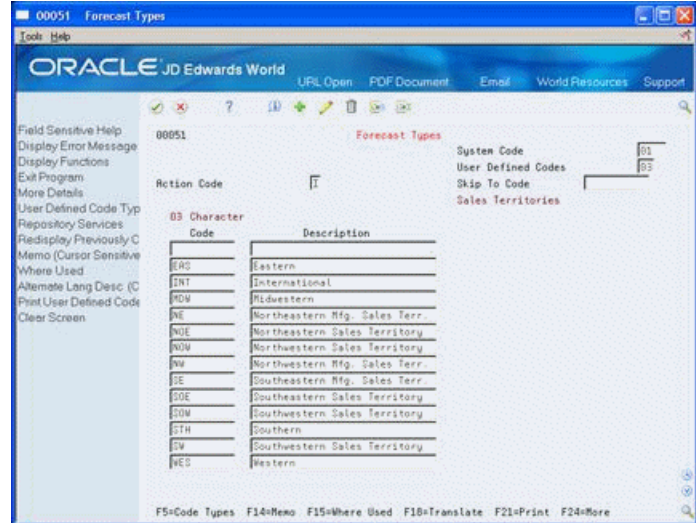 00051 Forecast Types
Tools Help
ORACLE JD Edwards World
URL Open PDF Document Email World Resources Support
Field Sensitive Help
Display Error Message
Display Functions
Exit Program
More Details
User Defined Code Typ
Repository Services
Redisplay Previously C
Memo (Cursor Sensitive
Where Used
Alternate Lang Desc (C
Print User Defined Code
Clear Screen
00051 Forecast Types
System Code 01
User Defined Codes 03
Action Code I Skip To Code
Sales Territories
03 Character
Code Description
EAS Eastern
INT International
MDW Midwestern
NE Northeastern Mfg. Sales Terr.
NOE Northeastern Sales Territory
NOW Northwestern Sales Territory
NW Northwestern Mfg. Sales Terr.
SE Southeastern Mfg. Sales Terr.
SOE Southeastern Sales Territory
SOW Southwestern Sales Territory
STH Southern
SW Southwestern Sales Territory
WES Western
F5=Code Types F14=Memo F15=Where Used F18=Translate F21=Print F24=More